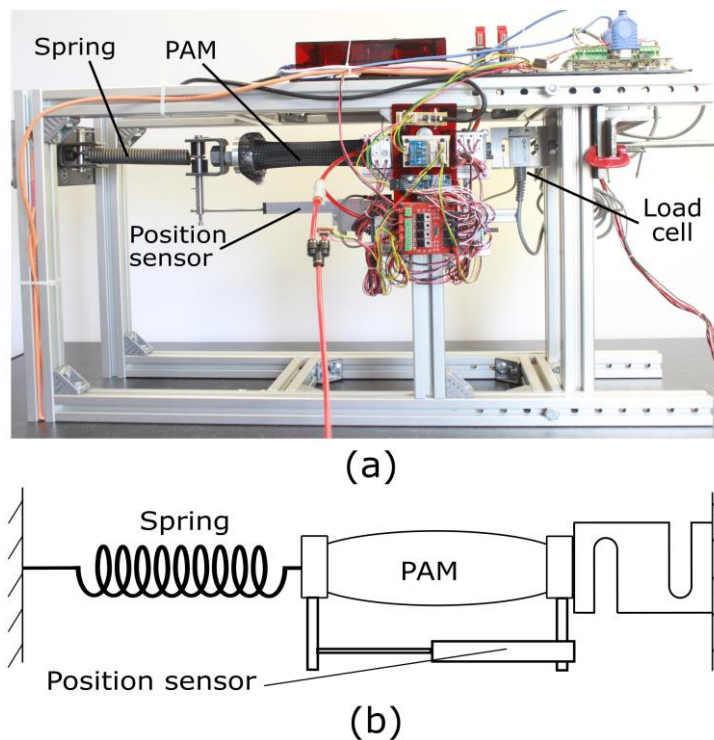 Spring
PAM
Position
sensor
Load
cell
(a)
Spring
PAM
Position sensor
(b)